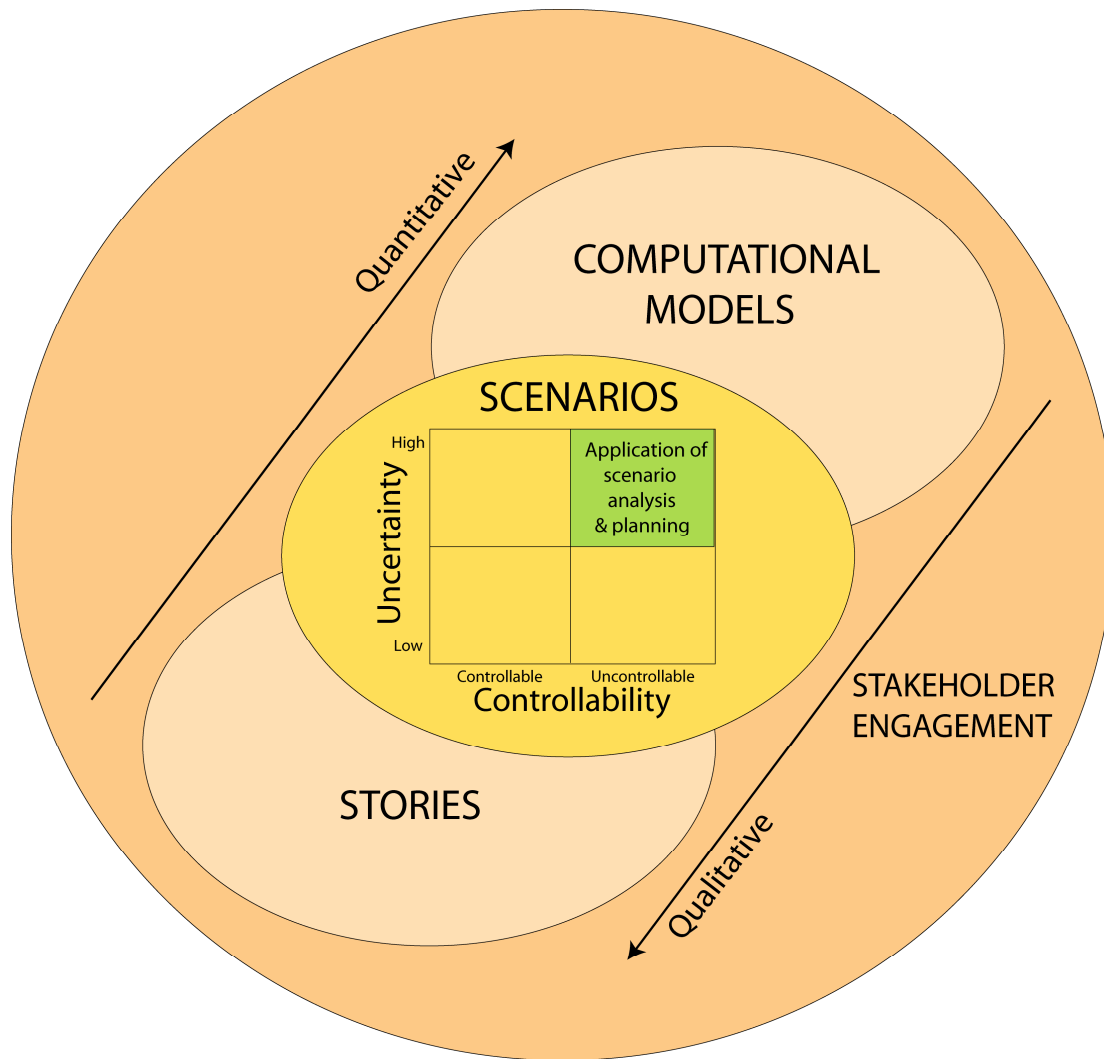 Quantitative
COMPUTATIONAL
MODELS
SCENARIOS
High
Uncertainty
Low
Application of
scenario
analysis
& planning
Controllable
Uncontrollable
Controllability
STAKEHOLDER
ENGAGEMENT
STORIES
Qualitative